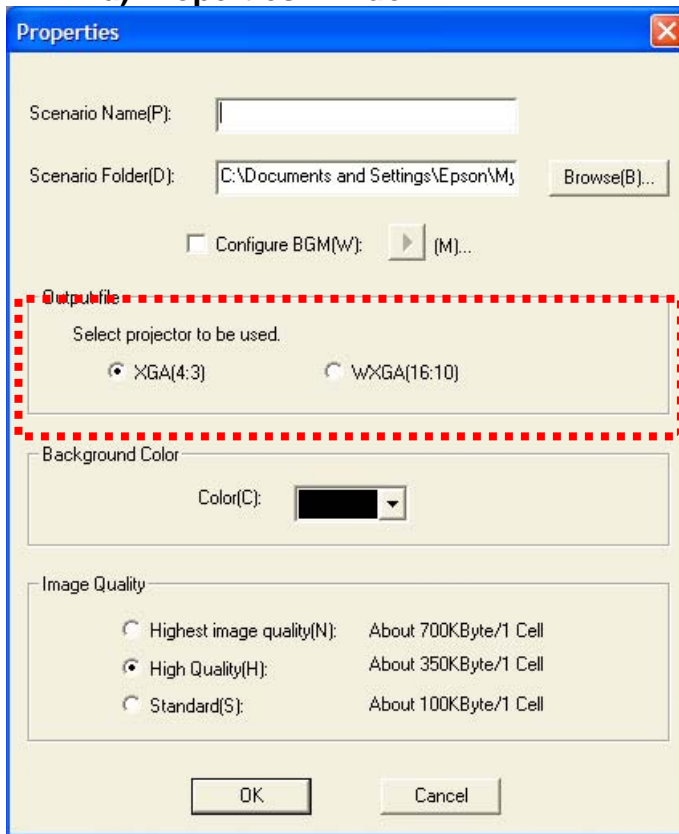 Properties
Scenario Name(P):
Scenario Folder(D): C:\Documents and Settings\Epson\My Browse(B)...
Configure BGM(W): (M)...
Output file
Select projector to be used.
XGA(4:3) WXGA(16:10)
Background Color
Color(C):
Image Quality
Highest image quality(N): About 700KByte/1 Cell
High Quality(H): About 350KByte/1 Cell
Standard(S): About 100KByte/1 Cell
OK Cancel